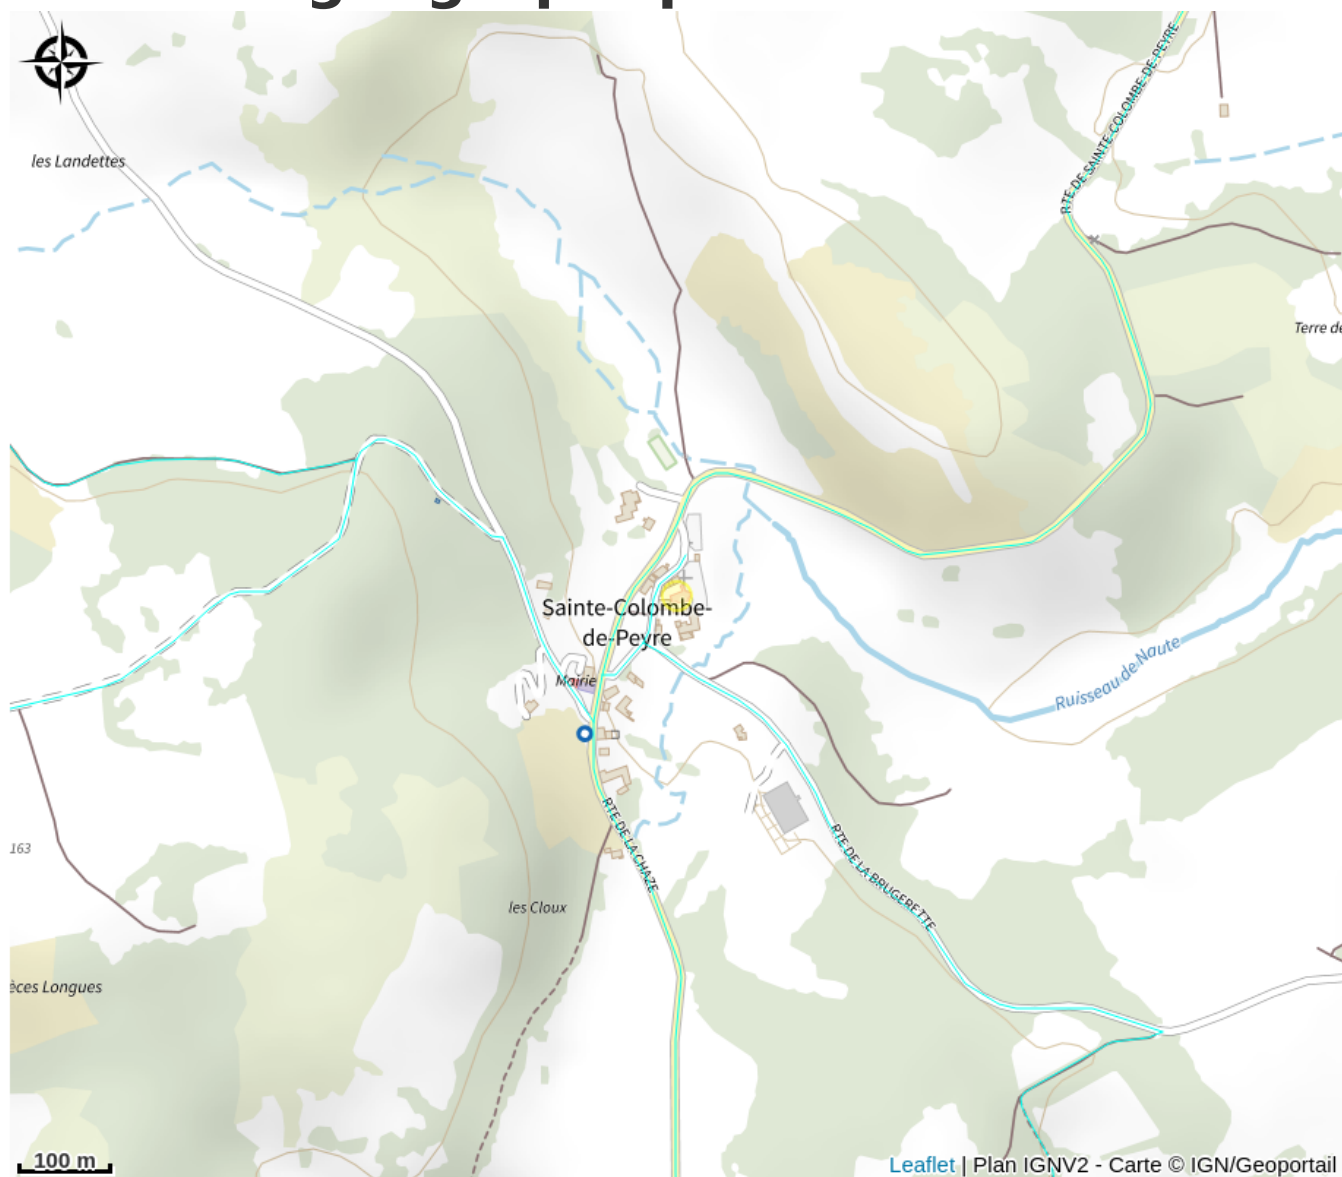 RTE DE SAINTE-COLOMBE-DE-PEYRE
les Landettes
Terre de
Sainte-Colombe-
de-Peyre
Mairie
Ruisseau de Naute
RTE DE LA CHAZE
RTE DE LA BRUGERETTE
163
les Cloux
èces Longues
100 m
Leaflet | Plan IGNV2 - Carte © IGN/Geoportail